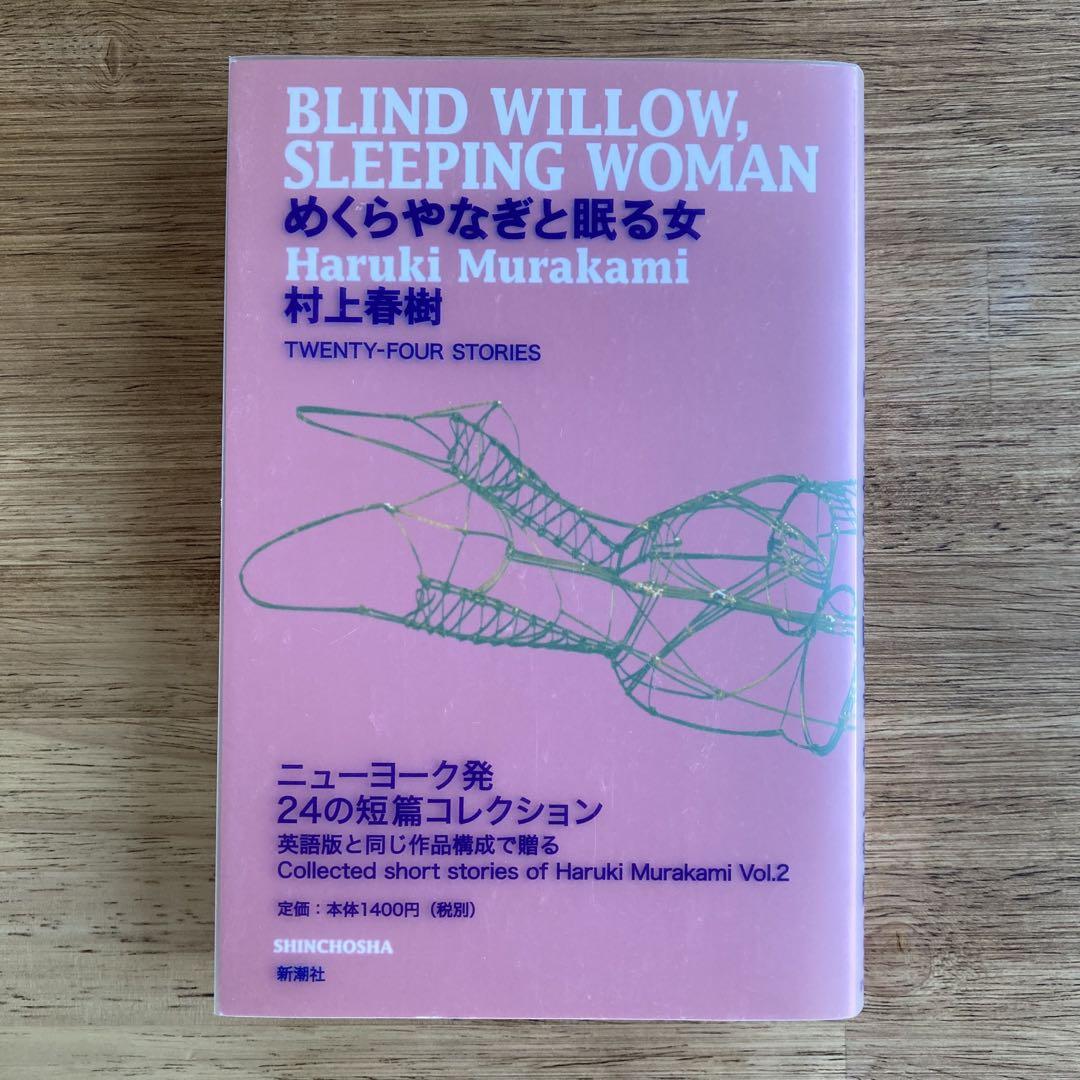 BLIND WILLOW,
SLEEPING WOMAN
めくらやなぎと眠る女
Haruki Murakami
村上春樹
TWENTY-FOUR STORIES
ニューヨーク発
24の短篇コレクション
英語版と同じ作品構成で贈る
Collected short stories of Haruki Murakami Vol.2
定価：本体1400円（税別）
SHINCHOSHA
新潮社